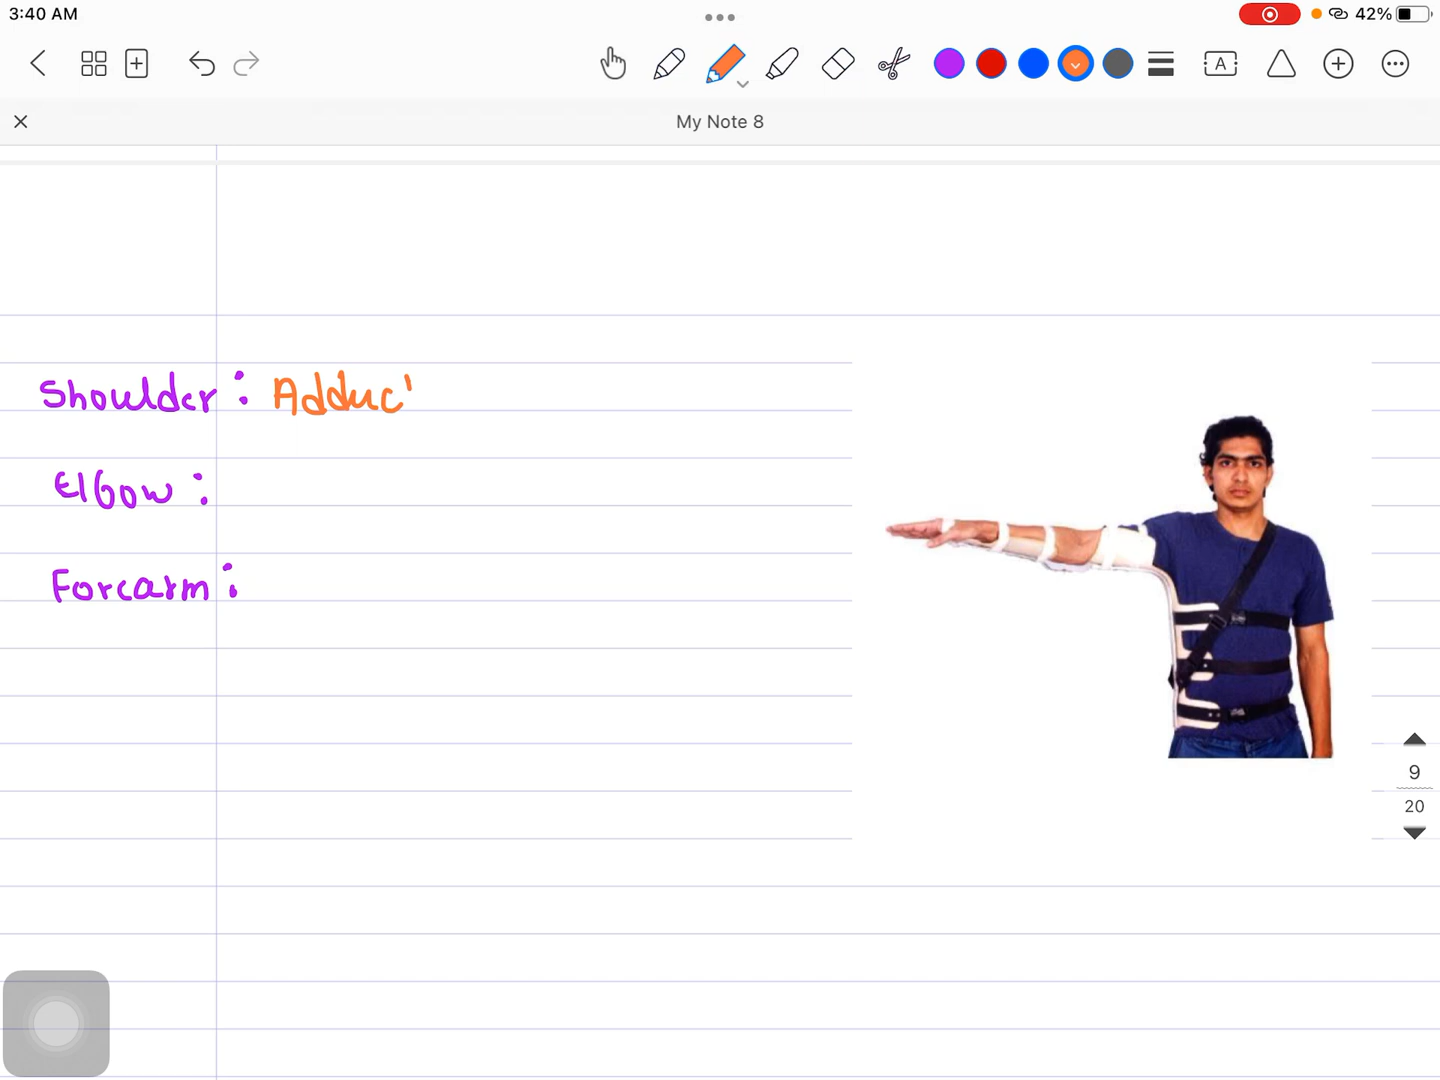 3:40 AM
42%
A
My Note 8
Shoulder : Adduc'
Elbow :
Forearm :
9
20